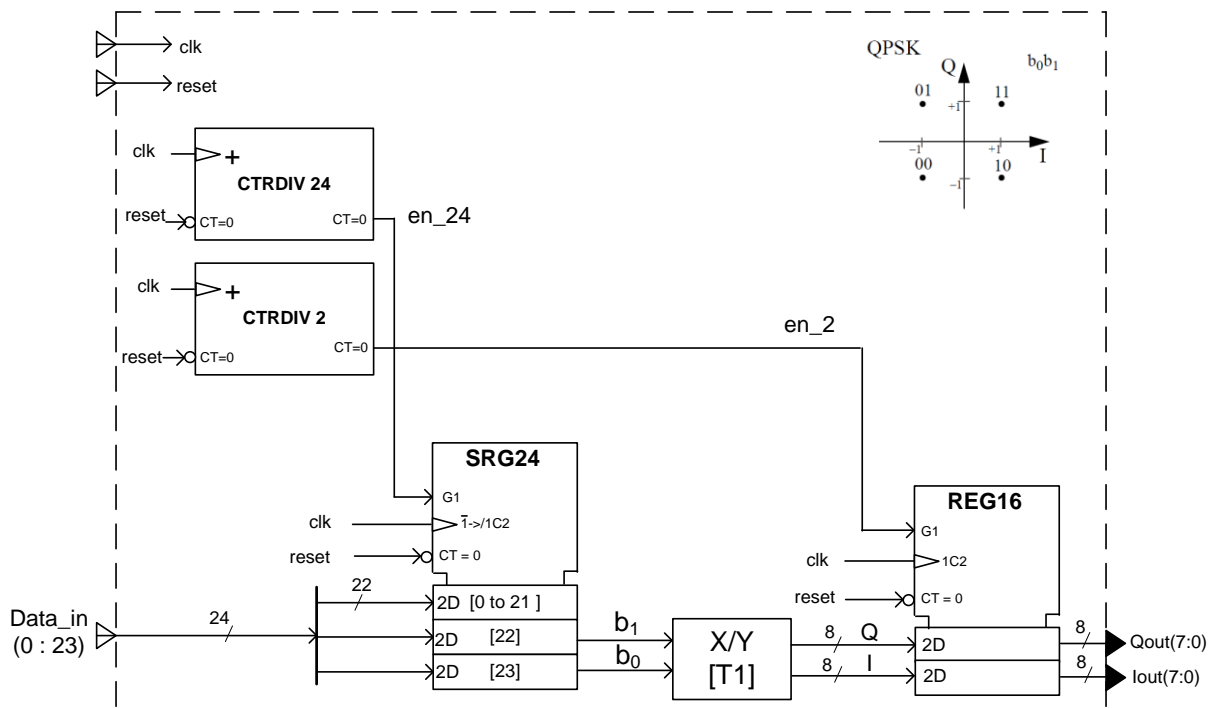 clk
reset
QPSK
b0b1
Q
01
11
+1
−1
+1
I
00
10
−1
clk
+
CTRDIV 24
reset
CT=0
CT=0
en_24
clk
+
CTRDIV 2
reset
CT=0
CT=0
en_2
SRG24
G1
clk
1̅->/1C2
reset
CT = 0
22
2D [0 to 21 ]
Data_in
(0 : 23)
24
2D [22]
2D [23]
b1
b0
X/Y
[T1]
8 Q
8 I
REG16
G1
clk
1C2
reset
CT = 0
2D
2D
8
Qout(7:0)
8
Iout(7:0)